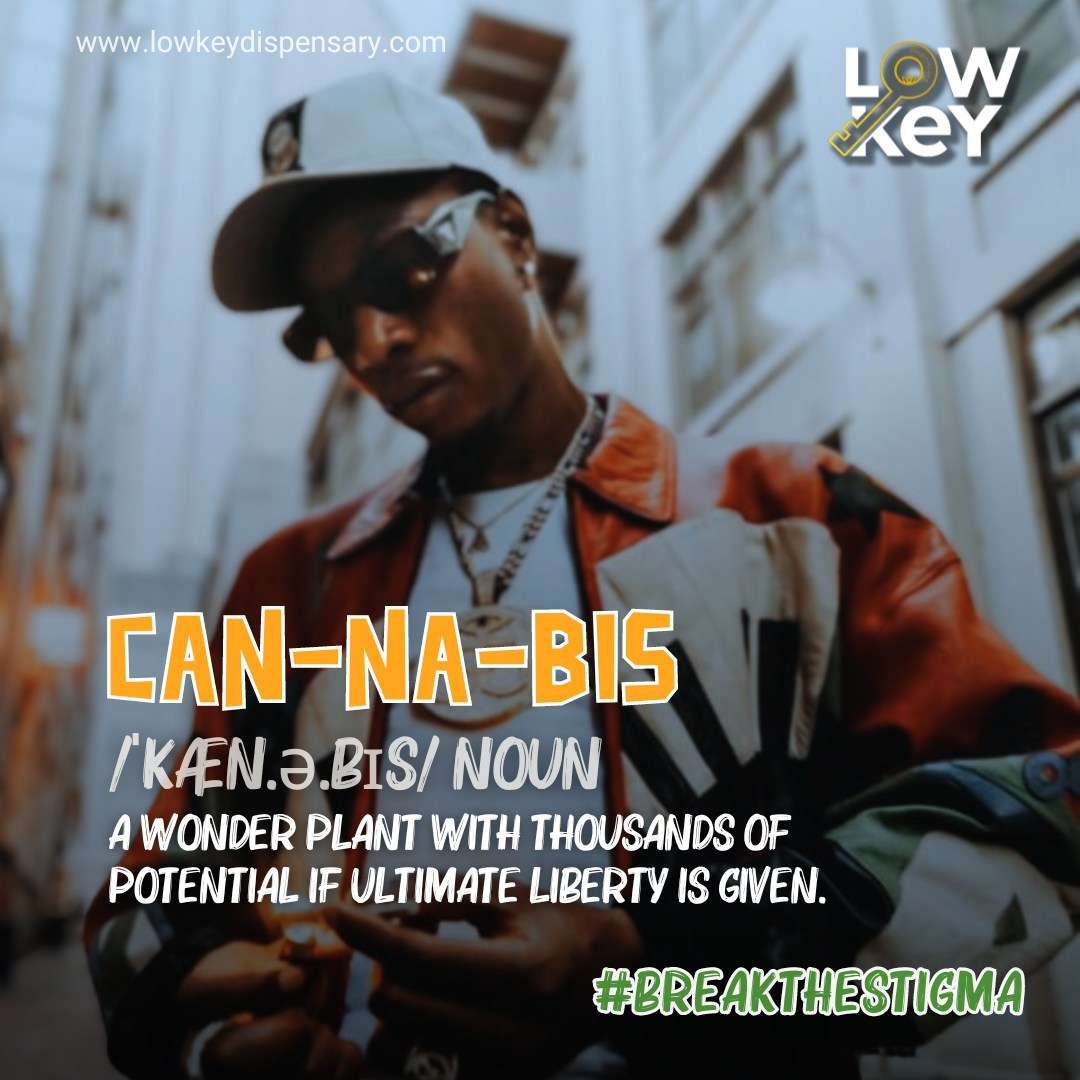 www.lowkeydispensary.com
LOW
KeY
CAN-NA-BIS
/ˈKÆN.ə.BɪS/ NOUN
A WONDER PLANT WITH THOUSANDS OF
POTENTIAL IF ULTIMATE LIBERTY IS GIVEN.
#BREAKTHESTIGMA